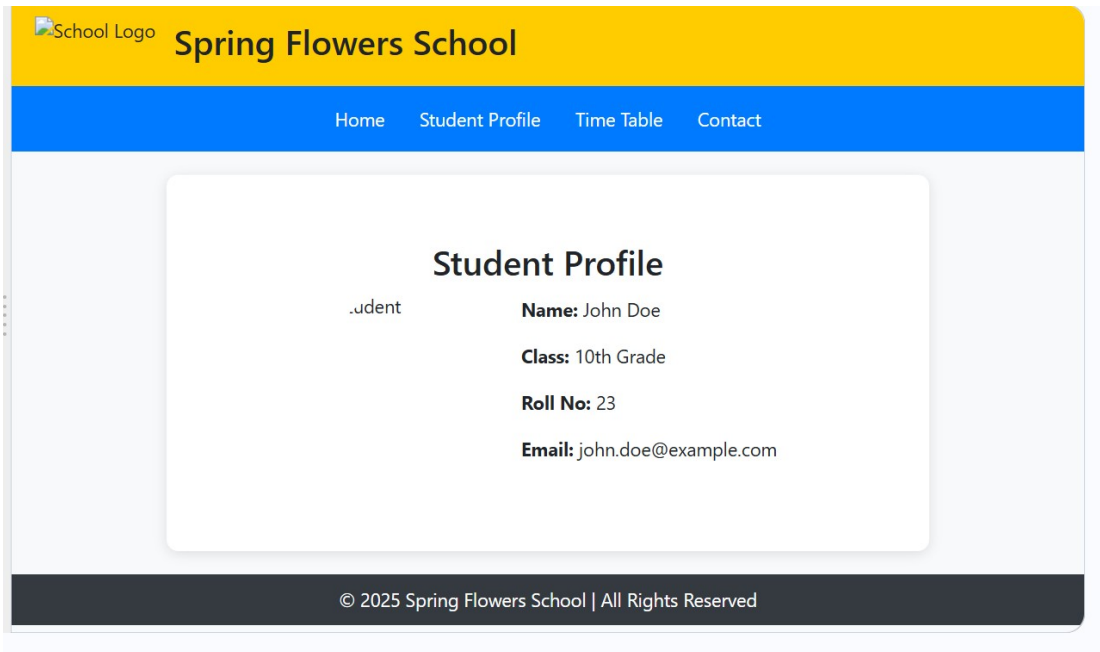 School Logo
Spring Flowers School
Home Student Profile Time Table Contact
Student Profile
udent
Name: John Doe
Class: 10th Grade
Roll No: 23
Email: john.doe@example.com
© 2025 Spring Flowers School | All Rights Reserved